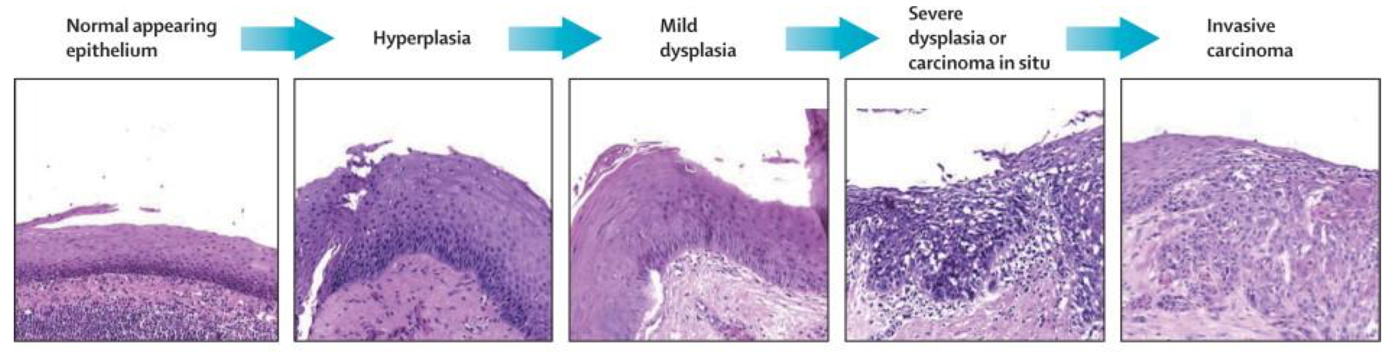 Normal appearing
epithelium
Hyperplasia
Mild
dysplasia
Severe
dysplasia or
carcinoma in situ
Invasive
carcinoma